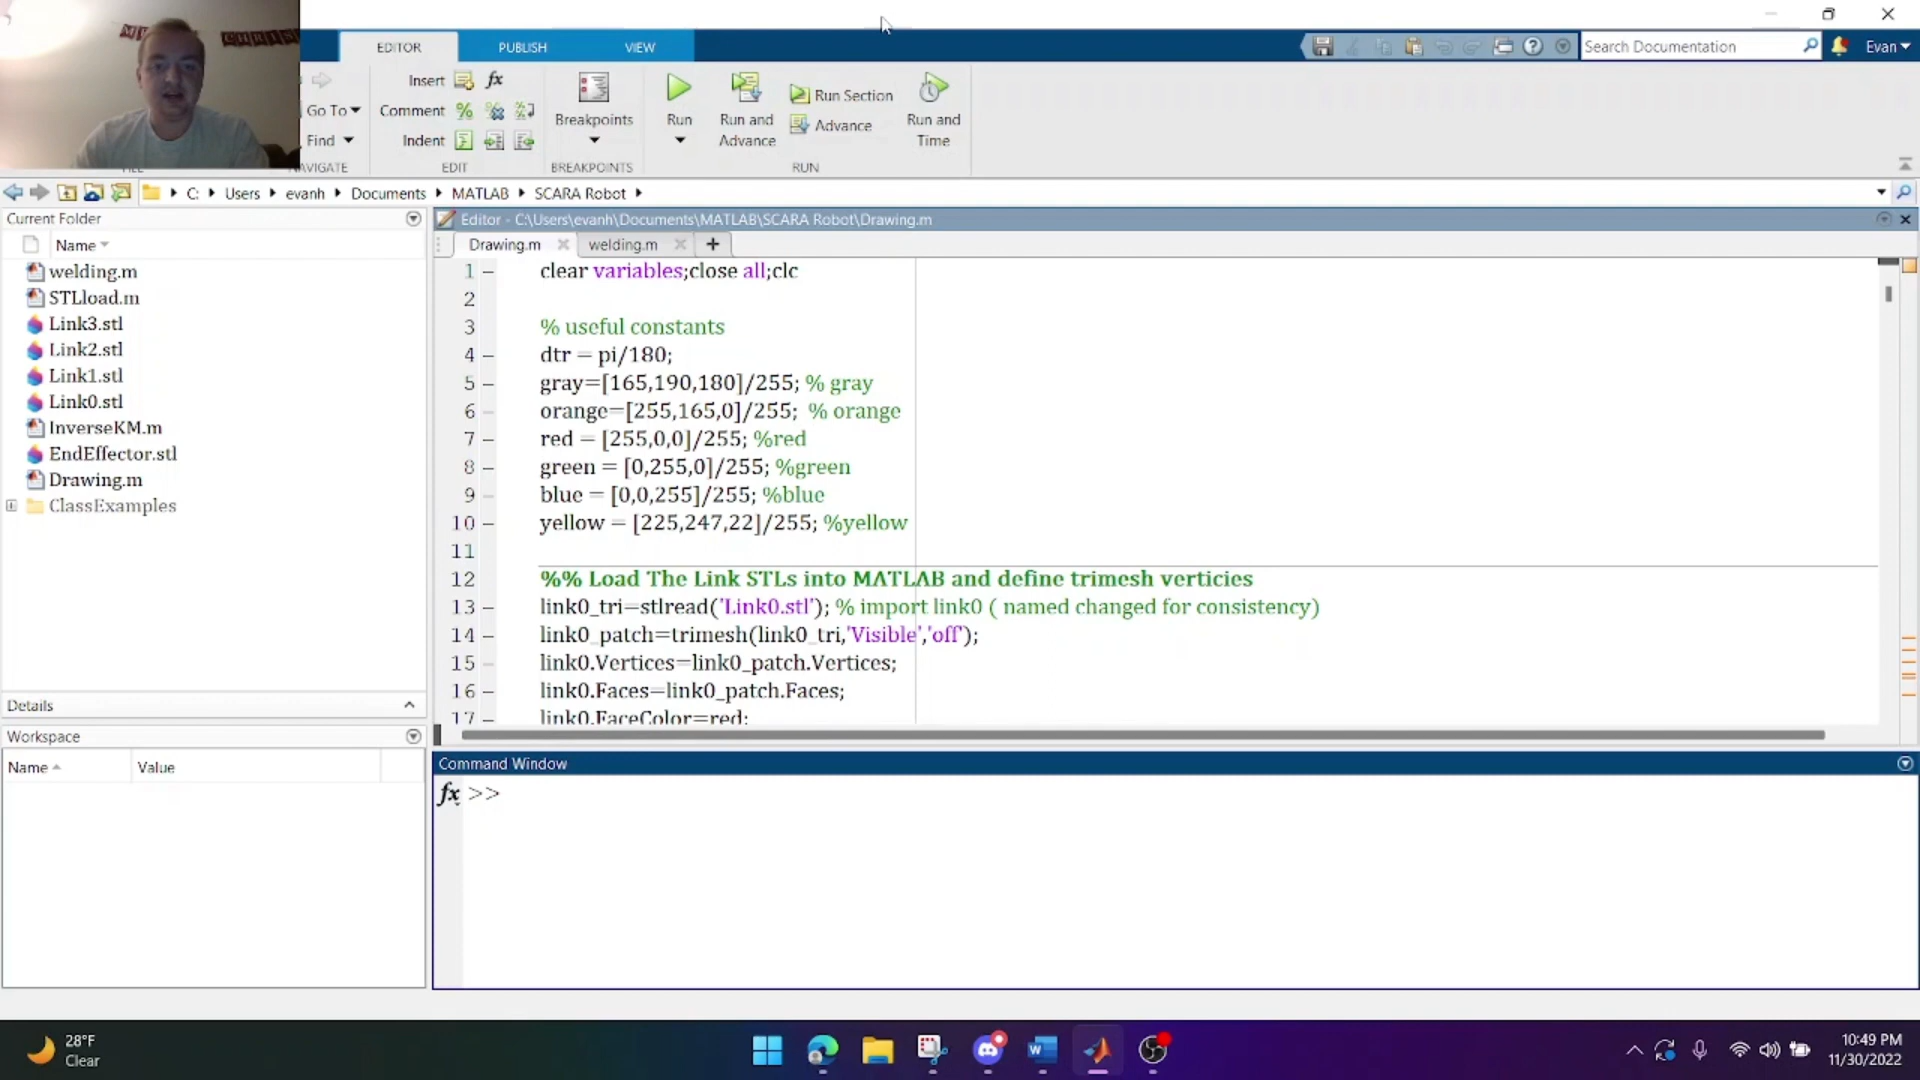 EDITOR PUBLISH VIEW
Search Documentation Evan
Insert fx
Go To Comment
Find Indent
Breakpoints
Run
Run and
Advance
Run Section
Advance
Run and
Time
NAVIGATE EDIT BREAKPOINTS RUN
C: Users evanh Documents MATLAB SCARA Robot
Current Folder
Name
welding.m
STLload.m
Link3.stl
Link2.stl
Link1.stl
Link0.stl
InverseKM.m
EndEffector.stl
Drawing.m
ClassExamples
Details
Workspace
Name Value
Editor - C:\Users\evanh\Documents\MATLAB\SCARA Robot\Drawing.m
Drawing.m welding.m +
1 – clear variables;close all;clc
2
3 % useful constants
4 – dtr = pi/180;
5 – gray=[165,190,180]/255; % gray
6 – orange=[255,165,0]/255; % orange
7 – red = [255,0,0]/255; %red
8 – green = [0,255,0]/255; %green
9 – blue = [0,0,255]/255; %blue
10 – yellow = [225,247,22]/255; %yellow
11
12 %% Load The Link STLs into MATLAB and define trimesh verticies
13 – link0_tri=stlread('Link0.stl'); % import link0 ( named changed for consistency)
14 – link0_patch=trimesh(link0_tri,'Visible','off');
15 – link0.Vertices=link0_patch.Vertices;
16 – link0.Faces=link0_patch.Faces;
17 – link0.FaceColor=red;
Command Window
fx >>
28°F
Clear
10:49 PM
11/30/2022